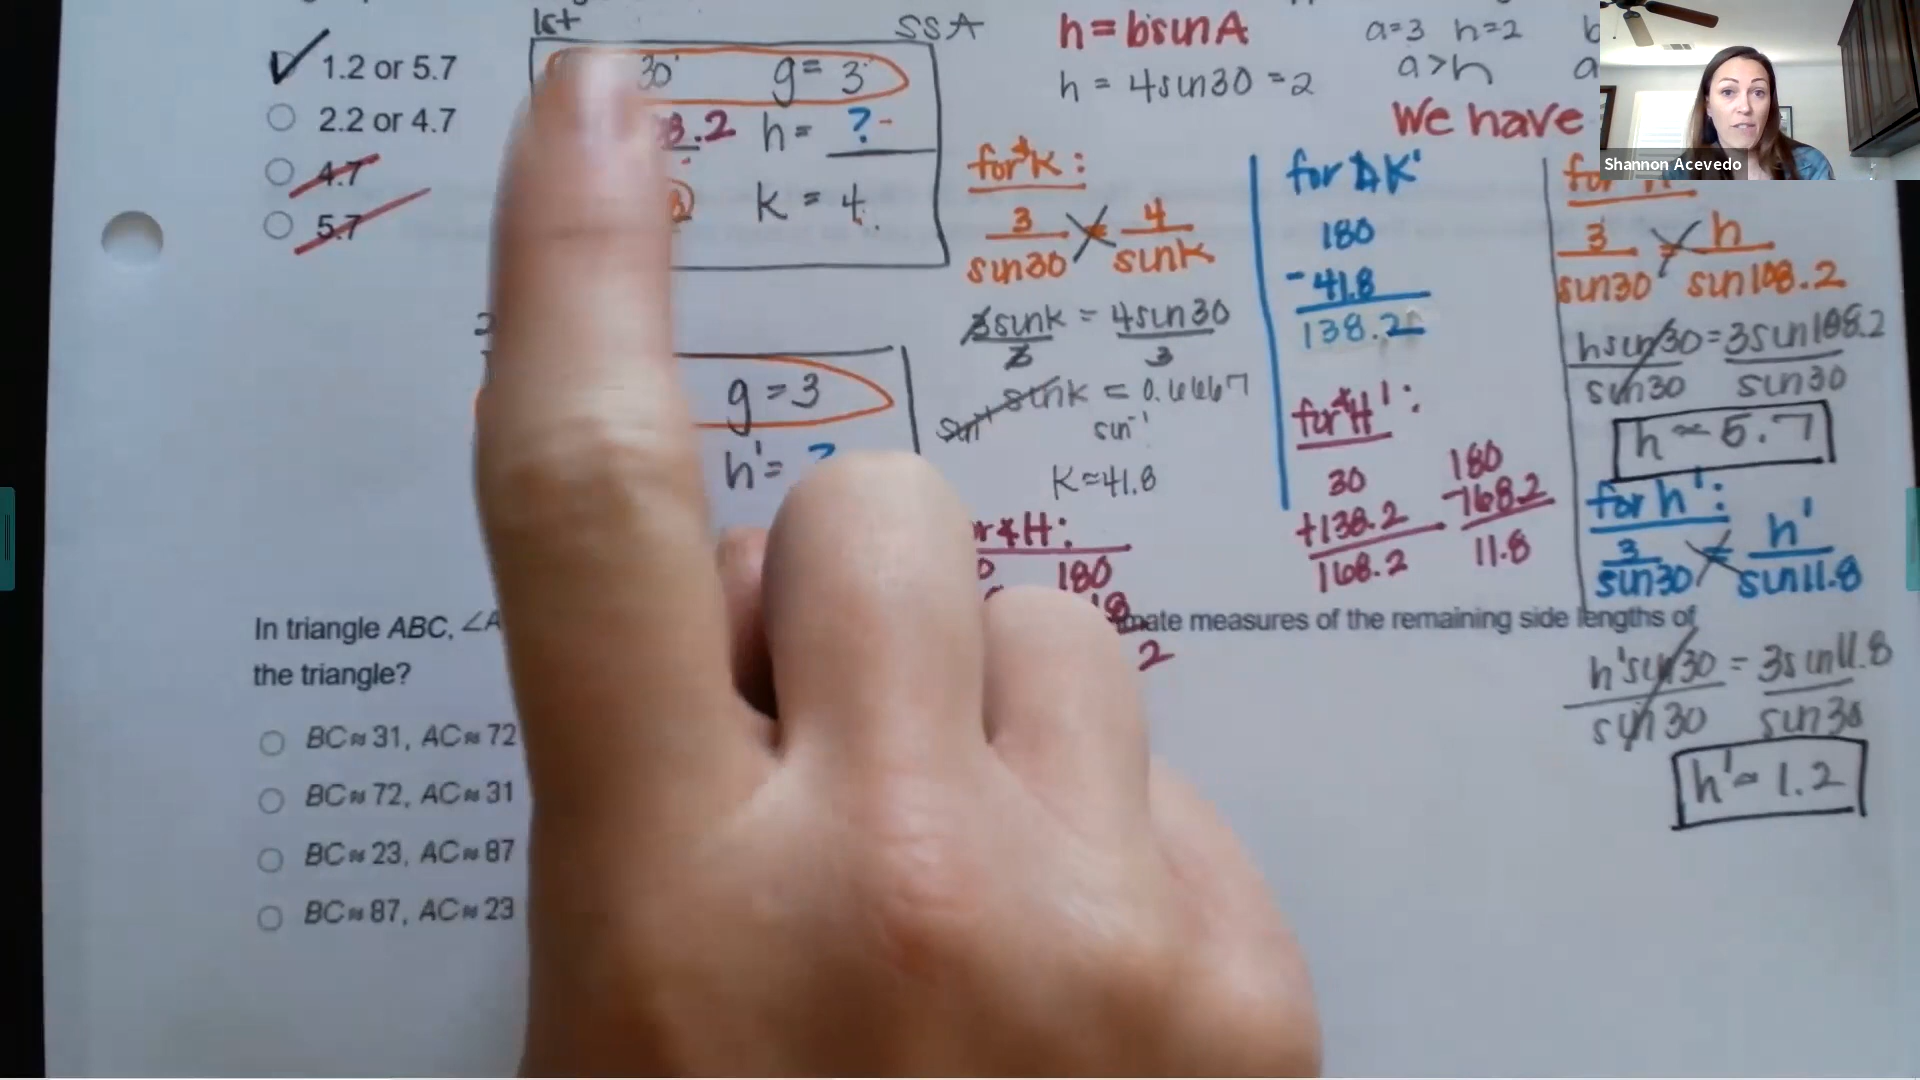 1st
SSA
1.2 or 5.7
2.2 or 4.7
4.7
5.7
30° g = 3
8.2 h = ?
k = 4
h = bsinA
h = 4sin30 = 2
a=3 h=2
a>h
We have
Shannon Acevedo
for ∡K:
3/sin30 = 4/sinK
3sinK = 4sin30
3 3
sin⁻¹ sinK = 0.6667
sin⁻¹
K≈41.8
for ∡K'
180
-41.8
138.2
for ∡H':
30
+138.2
168.2
180
-168.2
11.8
3/sin30 = h/sin108.2
hsin30 = 3sin108.2
sin30 sin30
h ≈ 5.7
for h':
3/sin30 = h'/sin11.8
h'sin30 = 3sin11.8
sin30 sin30
h' ≈ 1.2
2
g = 3
h' = ?
r ∡H:
180
2
In triangle ABC, ∠A
mate measures of the remaining side lengths of
the triangle?
BC ≈ 31, AC ≈ 72
BC ≈ 72, AC ≈ 31
BC ≈ 23, AC ≈ 87
BC ≈ 87, AC ≈ 23